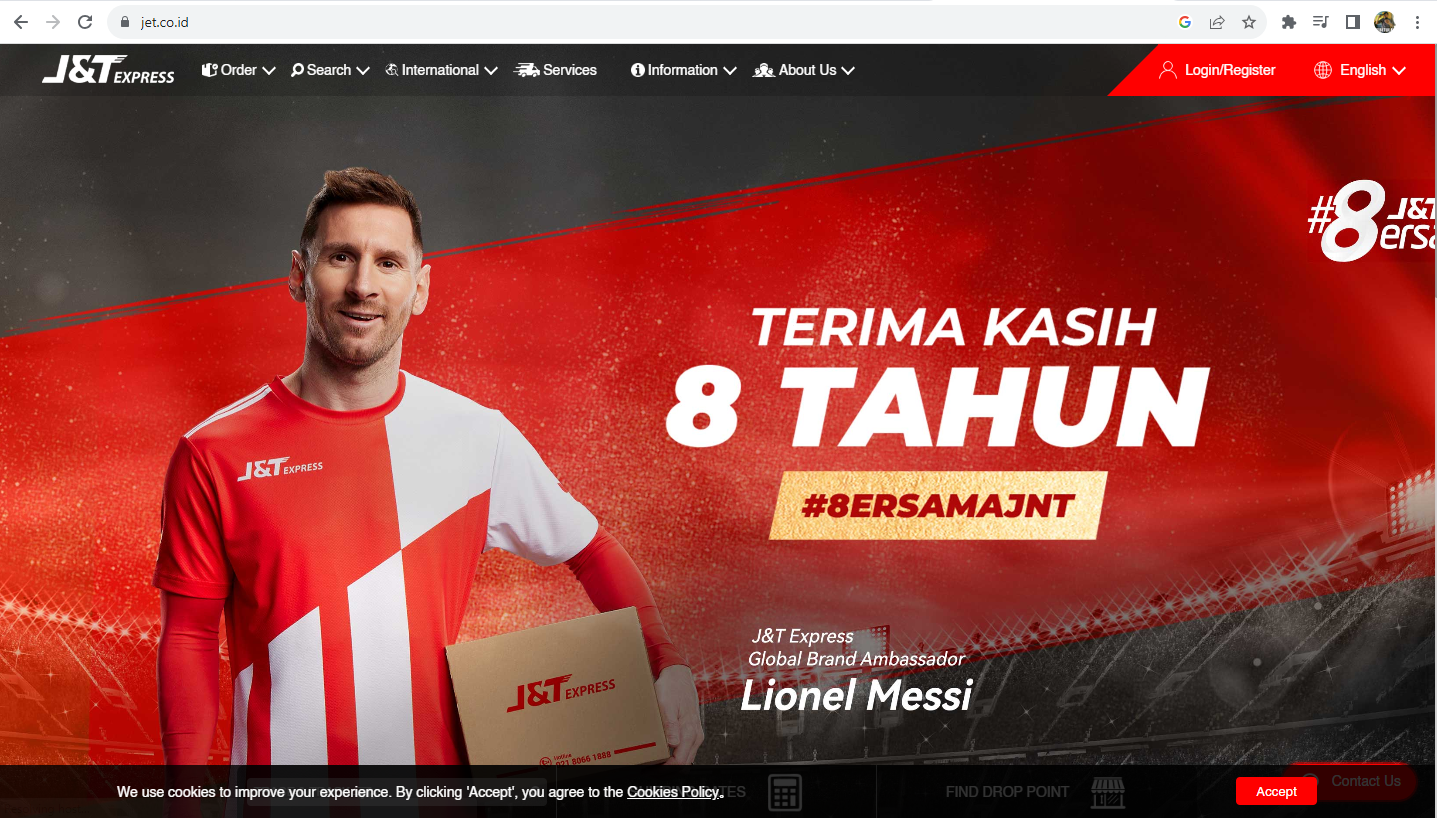 jet.co.id
J&T EXPRESS
Order
Search
International
Services
Information
About Us
Login/Register
English
#8
J&T
ersa
TERIMA KASIH
8 TAHUN
#8ERSAMAJNT
J&T EXPRESS
J&T Express
Global Brand Ambassador
Lionel Messi
J&T EXPRESS
Hotline
021 8066 1888
We use cookies to improve your experience. By clicking 'Accept', you agree to the Cookies Policy.
FIND DROP POINT
Accept
Contact Us